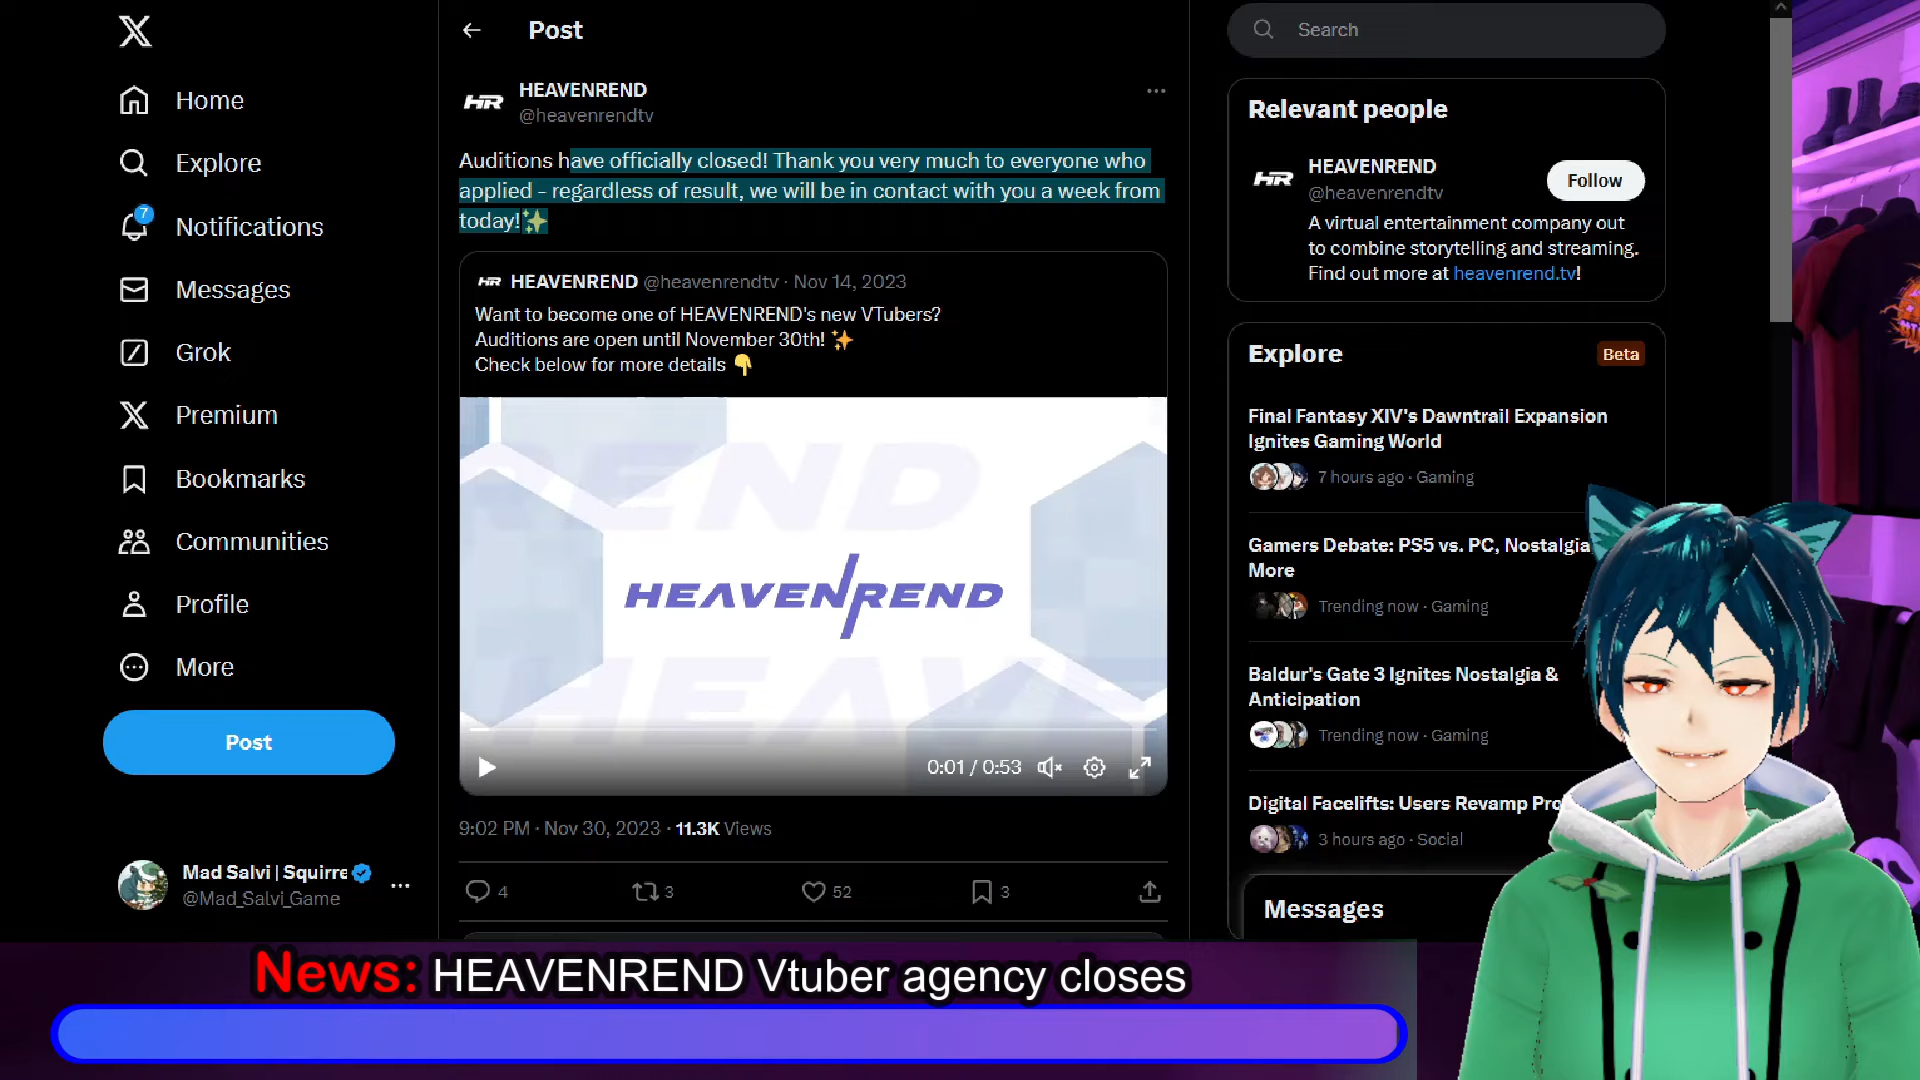 Home
Explore
7
Notifications
Messages
Grok
Premium
Bookmarks
Communities
Profile
More
Post
Mad Salvi | Squirre
@Mad_Salvi_Game
Post
HR
HEAVENREND
@heavenrendtv
Auditions have officially closed! Thank you very much to everyone who
applied - regardless of result, we will be in contact with you a week from
today!✨
HR HEAVENREND @heavenrendtv · Nov 14, 2023
Want to become one of HEAVENREND's new VTubers?
Auditions are open until November 30th! ✨
Check below for more details 👇
REND
HEAVENREND
HEAVE
0:01 / 0:53
9:02 PM · Nov 30, 2023 · 11.3K Views
4
3
52
3
Search
Relevant people
HR
HEAVENREND
@heavenrendtv
Follow
A virtual entertainment company out
to combine storytelling and streaming.
Find out more at heavenrend.tv!
Explore
Beta
Final Fantasy XIV's Dawntrail Expansion
Ignites Gaming World
7 hours ago · Gaming
Gamers Debate: PS5 vs. PC, Nostalgia
More
Trending now · Gaming
Baldur's Gate 3 Ignites Nostalgia &
Anticipation
Trending now · Gaming
Digital Facelifts: Users Revamp Pro
3 hours ago · Social
Messages
News: HEAVENREND Vtuber agency closes